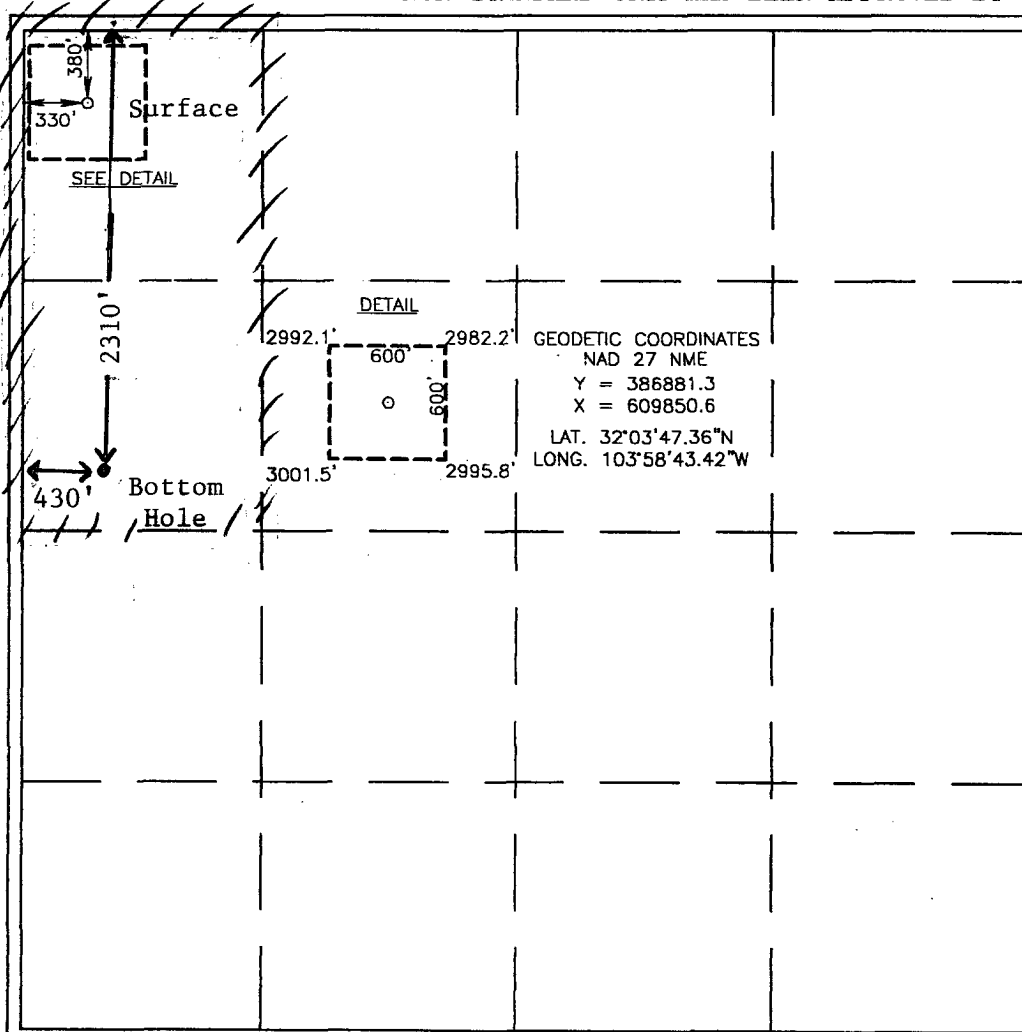 380'
330'
Surface
SEE DETAIL
2310'
DETAIL
2992.1' 2982.2'
600'
600'
3001.5' 2995.8'
GEODETIC COORDINATES
NAD 27 NME
Y = 386881.3
X = 609850.6
LAT. 32°03'47.36"N
LONG. 103°58'43.42"W
430'
Bottom
Hole